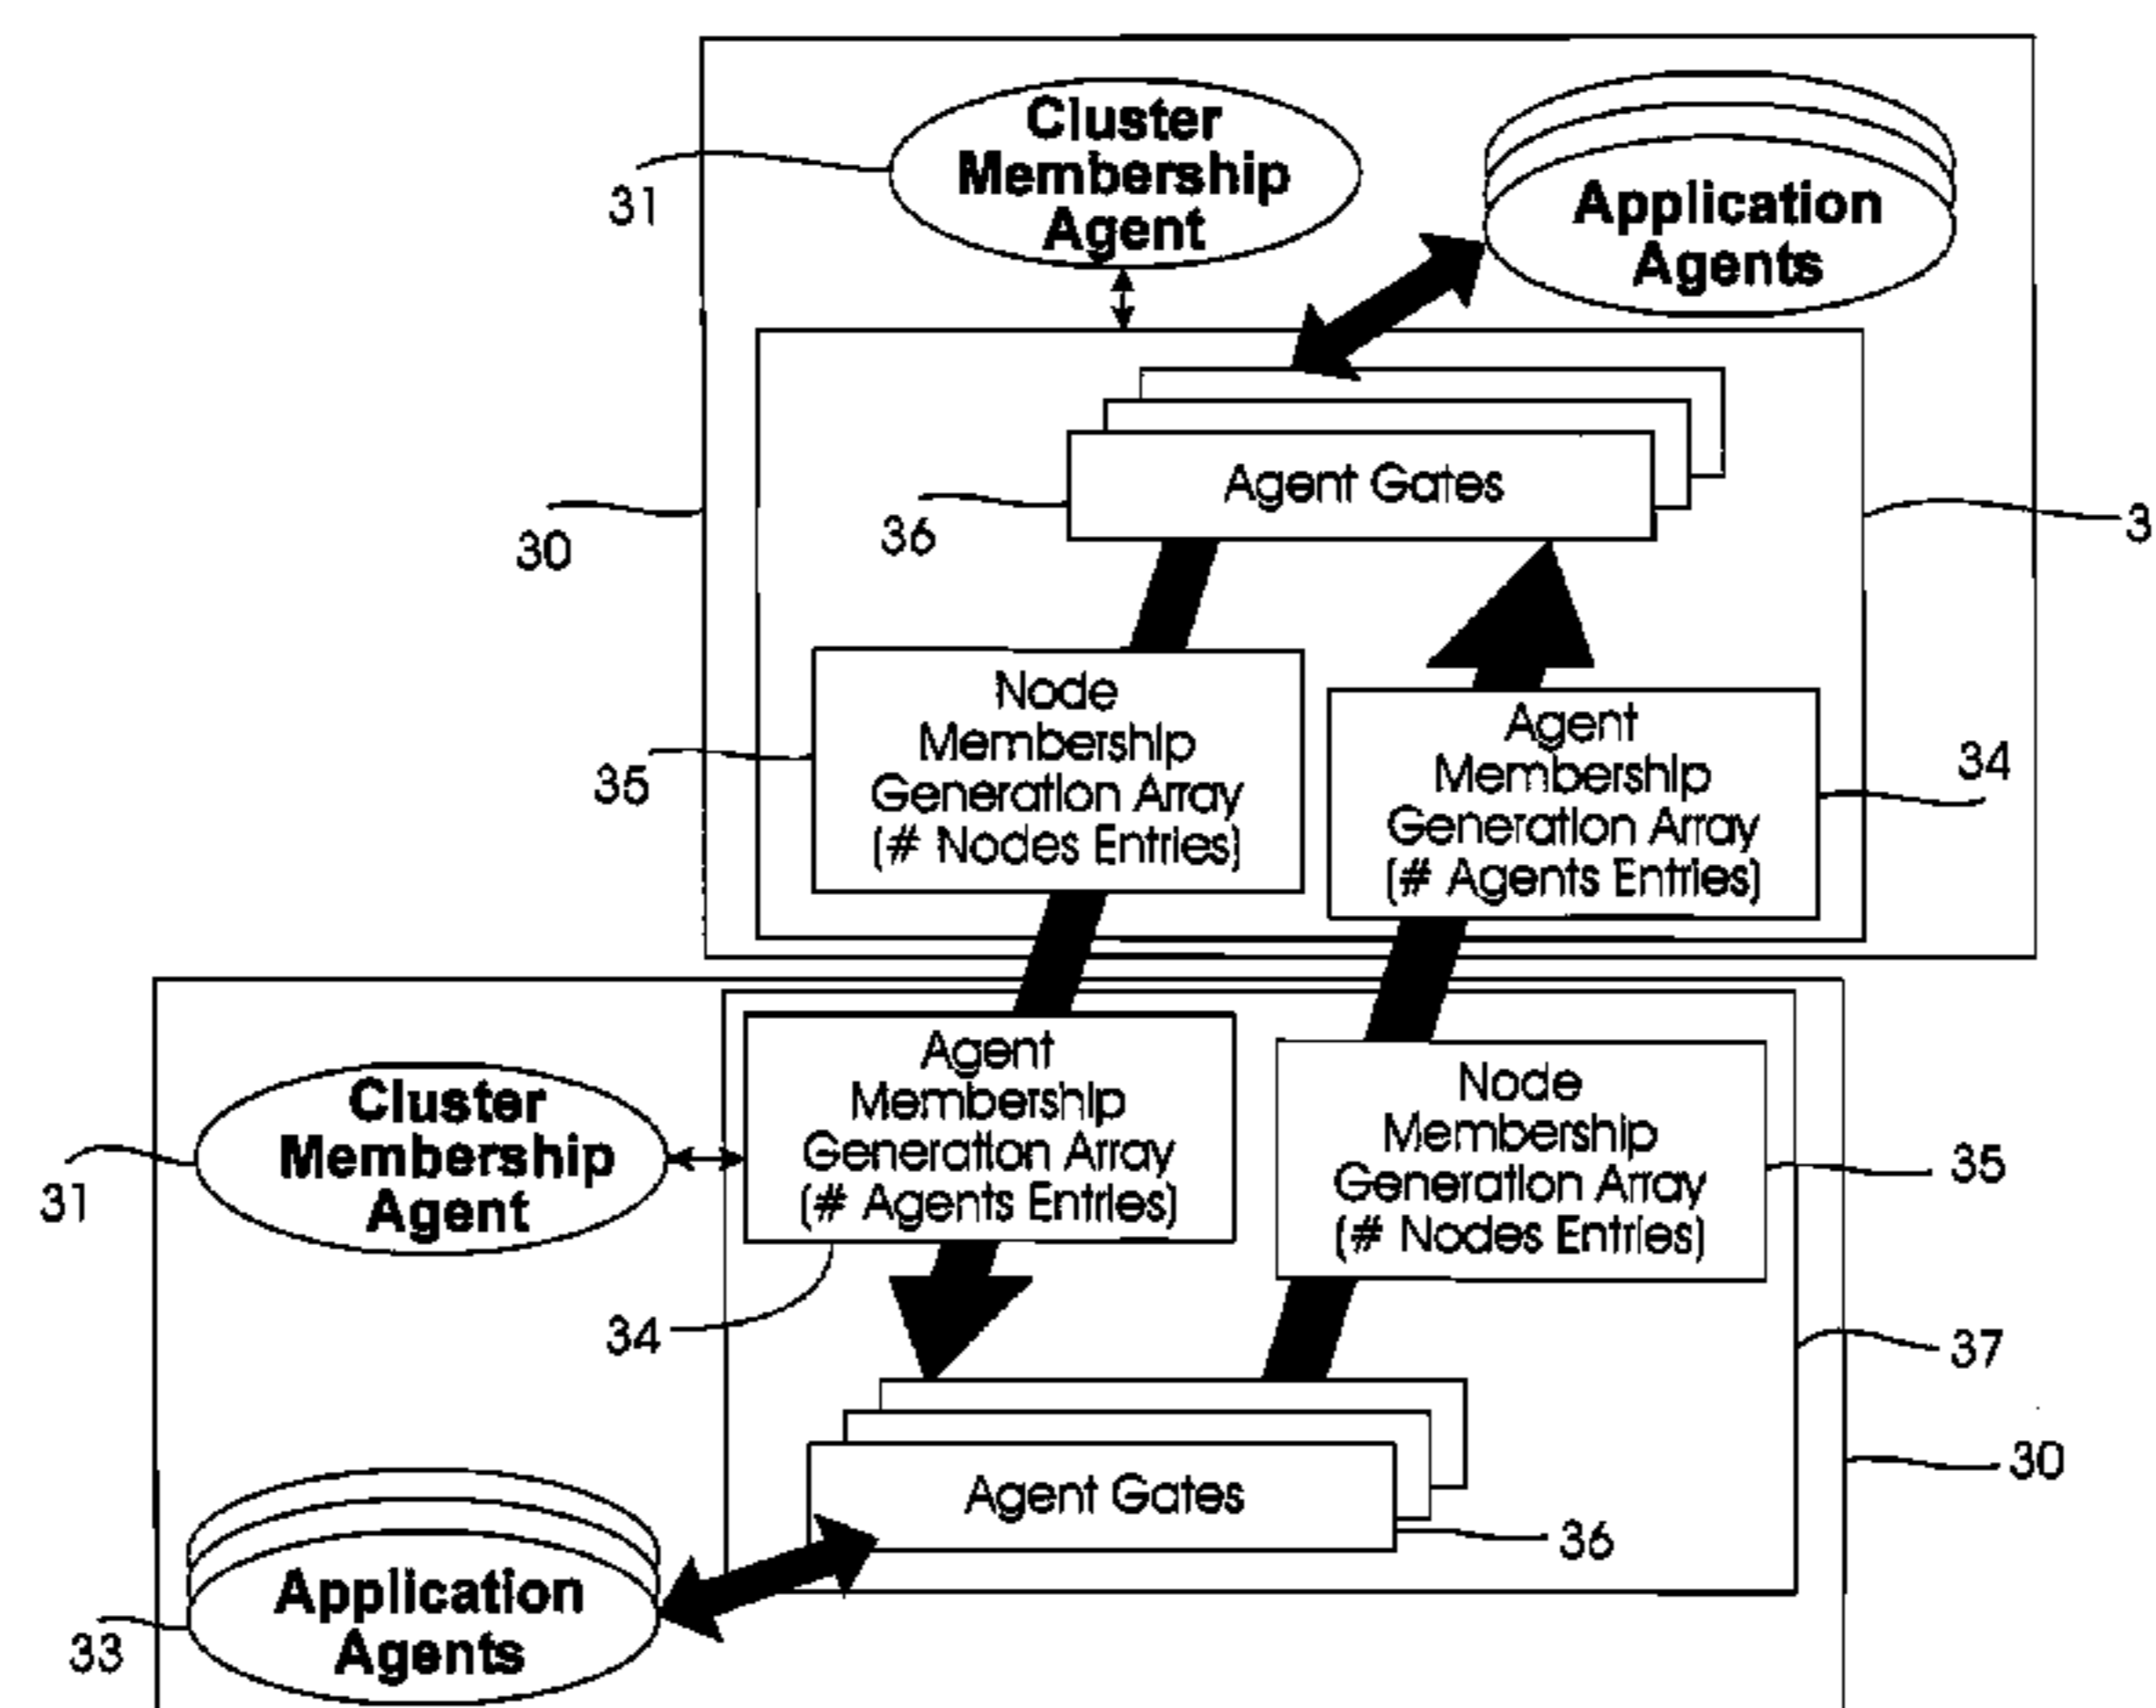 Cluster
Membership
Agent
Application
Agents
31
Agent Gates
36
30
3
Node
Membership
Generation Array
(# Nodes Entries)
35
Agent
Membership
Generation Array
(# Agents Entries)
34
Agent
Membership
Generation Array
(# Agents Entries)
Node
Membership
Generation Array
(# Nodes Entries)
35
Cluster
Membership
Agent
31
34
37
Agent Gates
30
36
Application
Agents
33